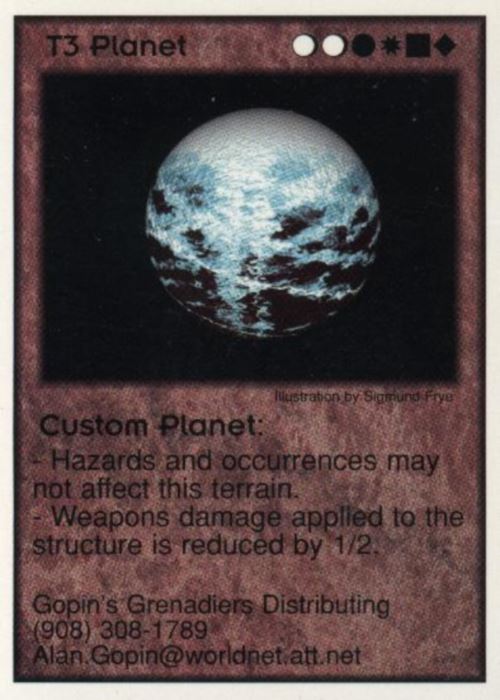 T3 Planet
Illustration by Sigmund Frye
Custom Planet:
- Hazards and occurrences may
not affect this terrain.
- Weapons damage applied to the
structure is reduced by 1/2.
Gopin's Grenadiers Distributing
(908) 308-1789
Alan.Gopin@worldnet.att.net